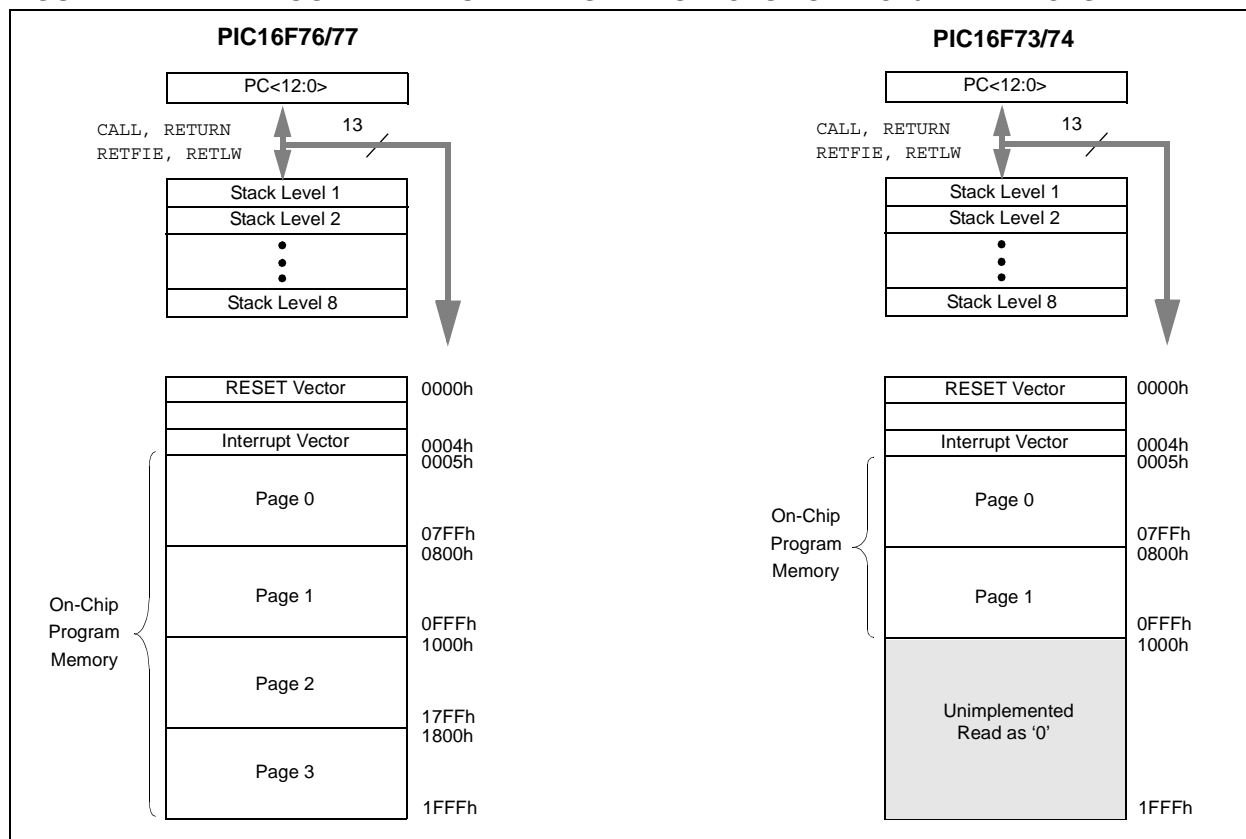 PIC16F76/77
PC<12:0>
CALL, RETURN
RETFIE, RETLW
13
Stack Level 1
Stack Level 2
Stack Level 8
RESET Vector
0000h
Interrupt Vector
0004h
0005h
Page 0
07FFh
0800h
Page 1
0FFFh
1000h
Page 2
17FFh
1800h
Page 3
1FFFh
On-Chip
Program
Memory
PIC16F73/74
PC<12:0>
CALL, RETURN
RETFIE, RETLW
13
Stack Level 1
Stack Level 2
Stack Level 8
RESET Vector
0000h
Interrupt Vector
0004h
0005h
Page 0
07FFh
0800h
Page 1
0FFFh
1000h
Unimplemented
Read as ‘0’
1FFFh
On-Chip
Program
Memory